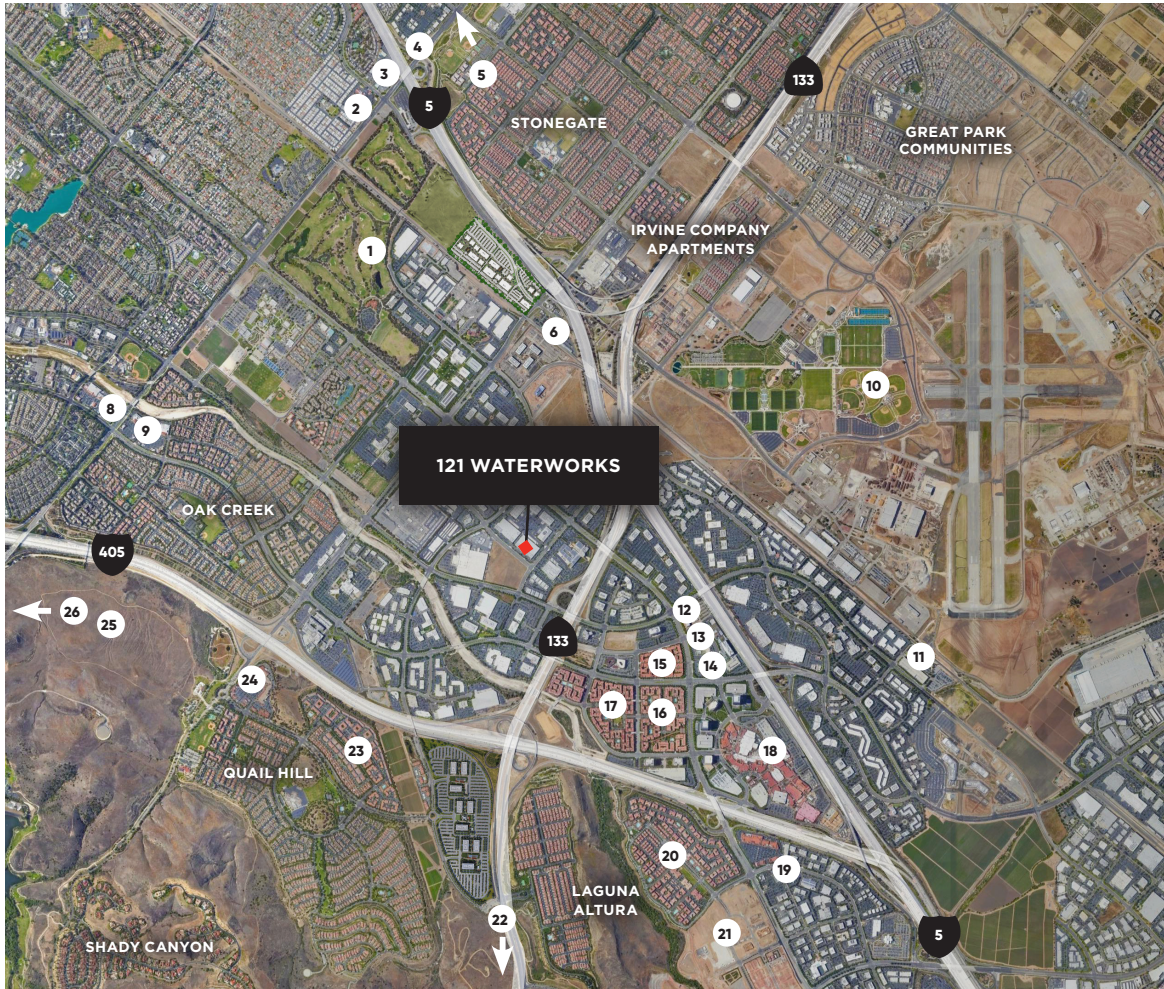 4
3
5
133
2
5
STONEGATE
GREAT PARK
COMMUNITIES
1
IRVINE COMPANY
APARTMENTS
6
10
8
9
121 WATERWORKS
OAK CREEK
405
26
25
12
13
133
11
15
14
24
17
16
23
18
QUAIL HILL
20
19
LAGUNA
ALTURA
22
21
5
SHADY CANYON